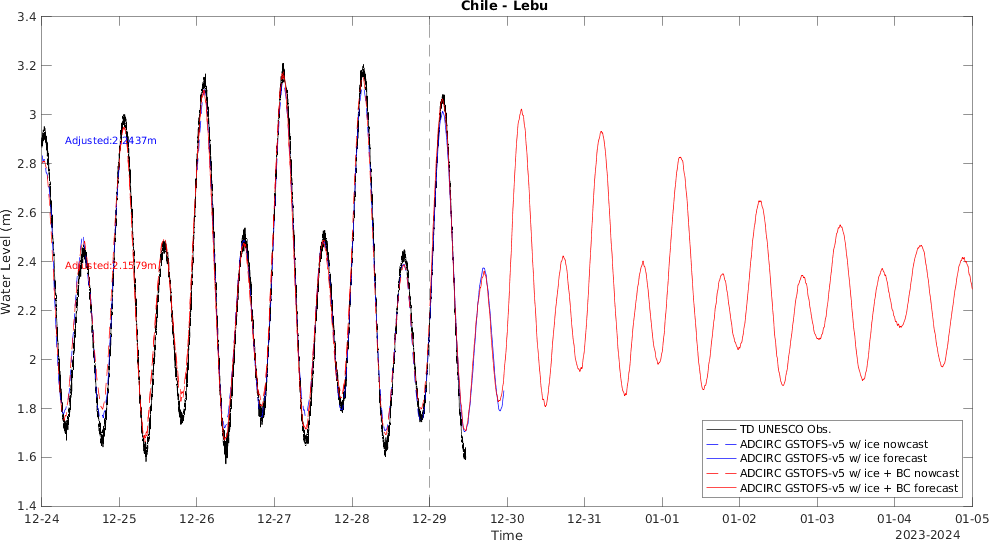 Chile - Lebu
3.4
3.2
3
2.8
2.6
2.4
2.2
2
1.8
1.6
1.4
Water Level (m)
Adjusted:2.2437m
Adjusted:2.1579m
TD UNESCO Obs.
ADCIRC GSTOFS-v5 w/ ice nowcast
ADCIRC GSTOFS-v5 w/ ice forecast
ADCIRC GSTOFS-v5 w/ ice + BC nowcast
ADCIRC GSTOFS-v5 w/ ice + BC forecast
12-24 12-25 12-26 12-27 12-28 12-29 12-30 12-31 01-01 01-02 01-03 01-04 01-05
Time
2023-2024